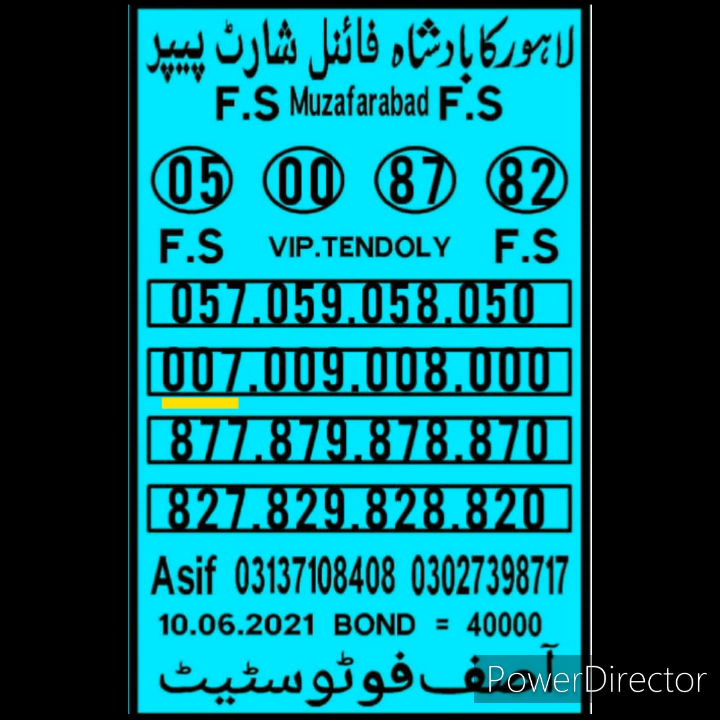 لاہور کا بادشاہ فائنل شارٹ پیپر
F.S Muzafarabad F.S
05 00 87 82
F.S VIP.TENDOLY F.S
057.059.058.050
007.009.008.000
877.879.878.870
827.829.828.820
Asif 03137108408 03027398717
10.06.2021 BOND = 40000
آصف فوٹو سٹیٹ
PowerDirector